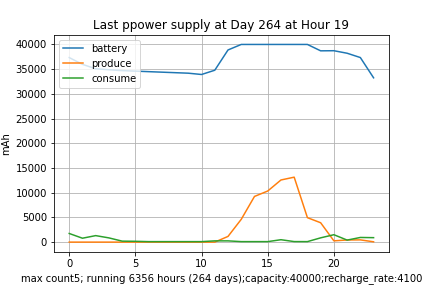 Last ppower supply at Day 264 at Hour 19
40000
35000
30000
25000
20000
15000
10000
5000
0
mAh
battery
produce
consume
0 5 10 15 20
max count5; running 6356 hours (264 days);capacity:40000;recharge_rate:4100